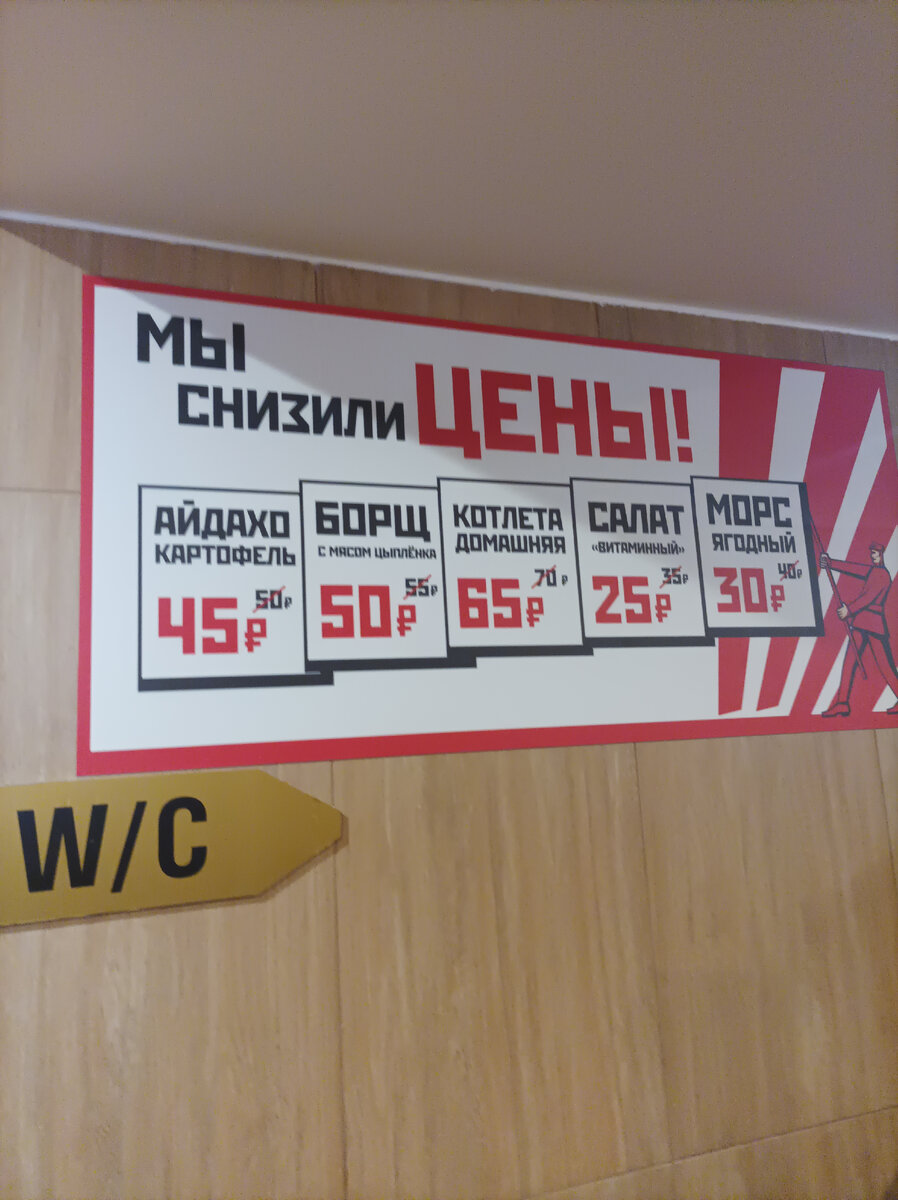 МЫ
СНИЗИЛИ ЦЕНЫ!
АЙДАХО
КАРТОФЕЛЬ
50₽
45₽
БОРЩ
С МЯСОМ ЦЫПЛЁНКА
55₽
50₽
КОТЛЕТА
ДОМАШНЯЯ
70₽
65₽
САЛАТ
«ВИТАМИННЫЙ»
35₽
25₽
МОРС
ЯГОДНЫЙ
40₽
30₽
W/C